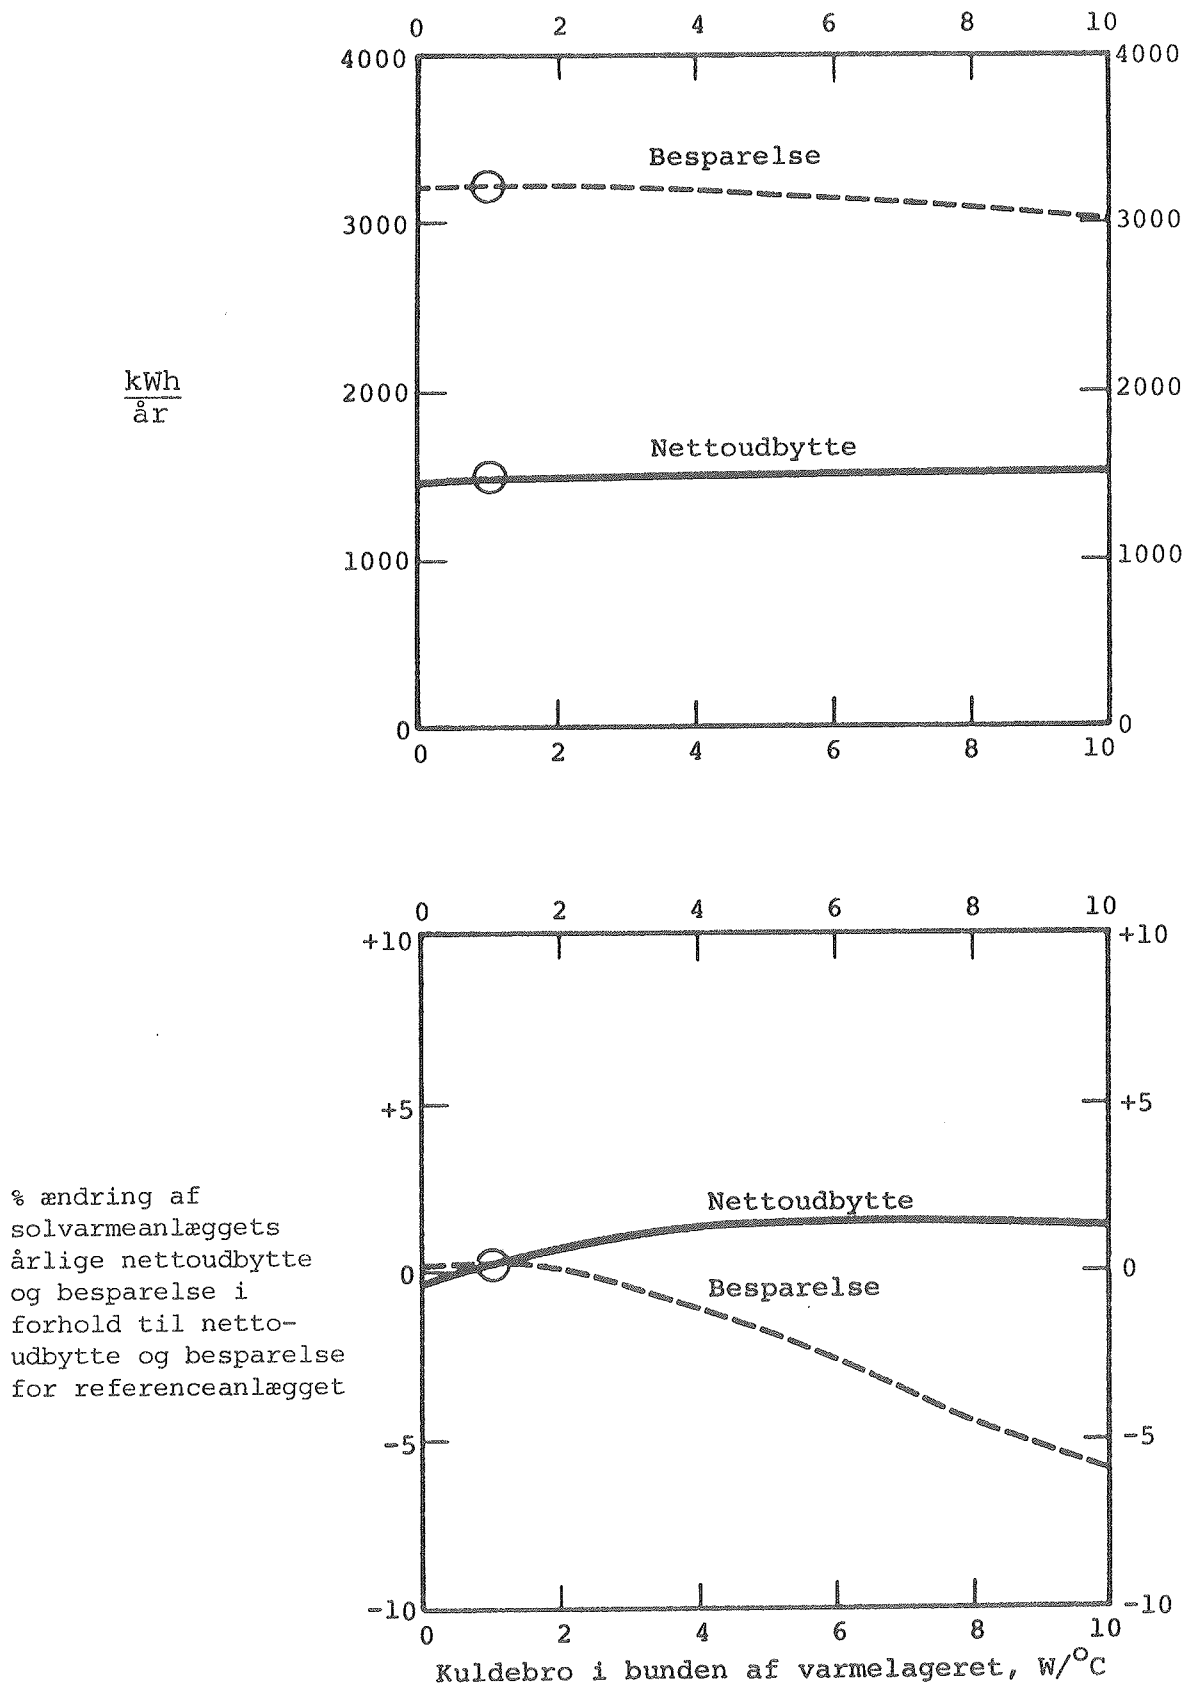 0 2 4 6 8 10
4000 4000
Besparelse
3000 3000
kWh
år
2000 2000
Nettoudbytte
1000 1000
0 0
0 2 4 6 8 10
0 2 4 6 8 10
+10 +10
+5 +5
% ændring af
solvarmeanlæggets
årlige nettoudbytte
og besparelse i
forhold til netto-
udbytte og besparelse
for referenceanlægget
Nettoudbytte
0 0
Besparelse
-5 -5
-10 -10
0 2 4 6 8 10
Kuldebro i bunden af varmelageret, W/°C